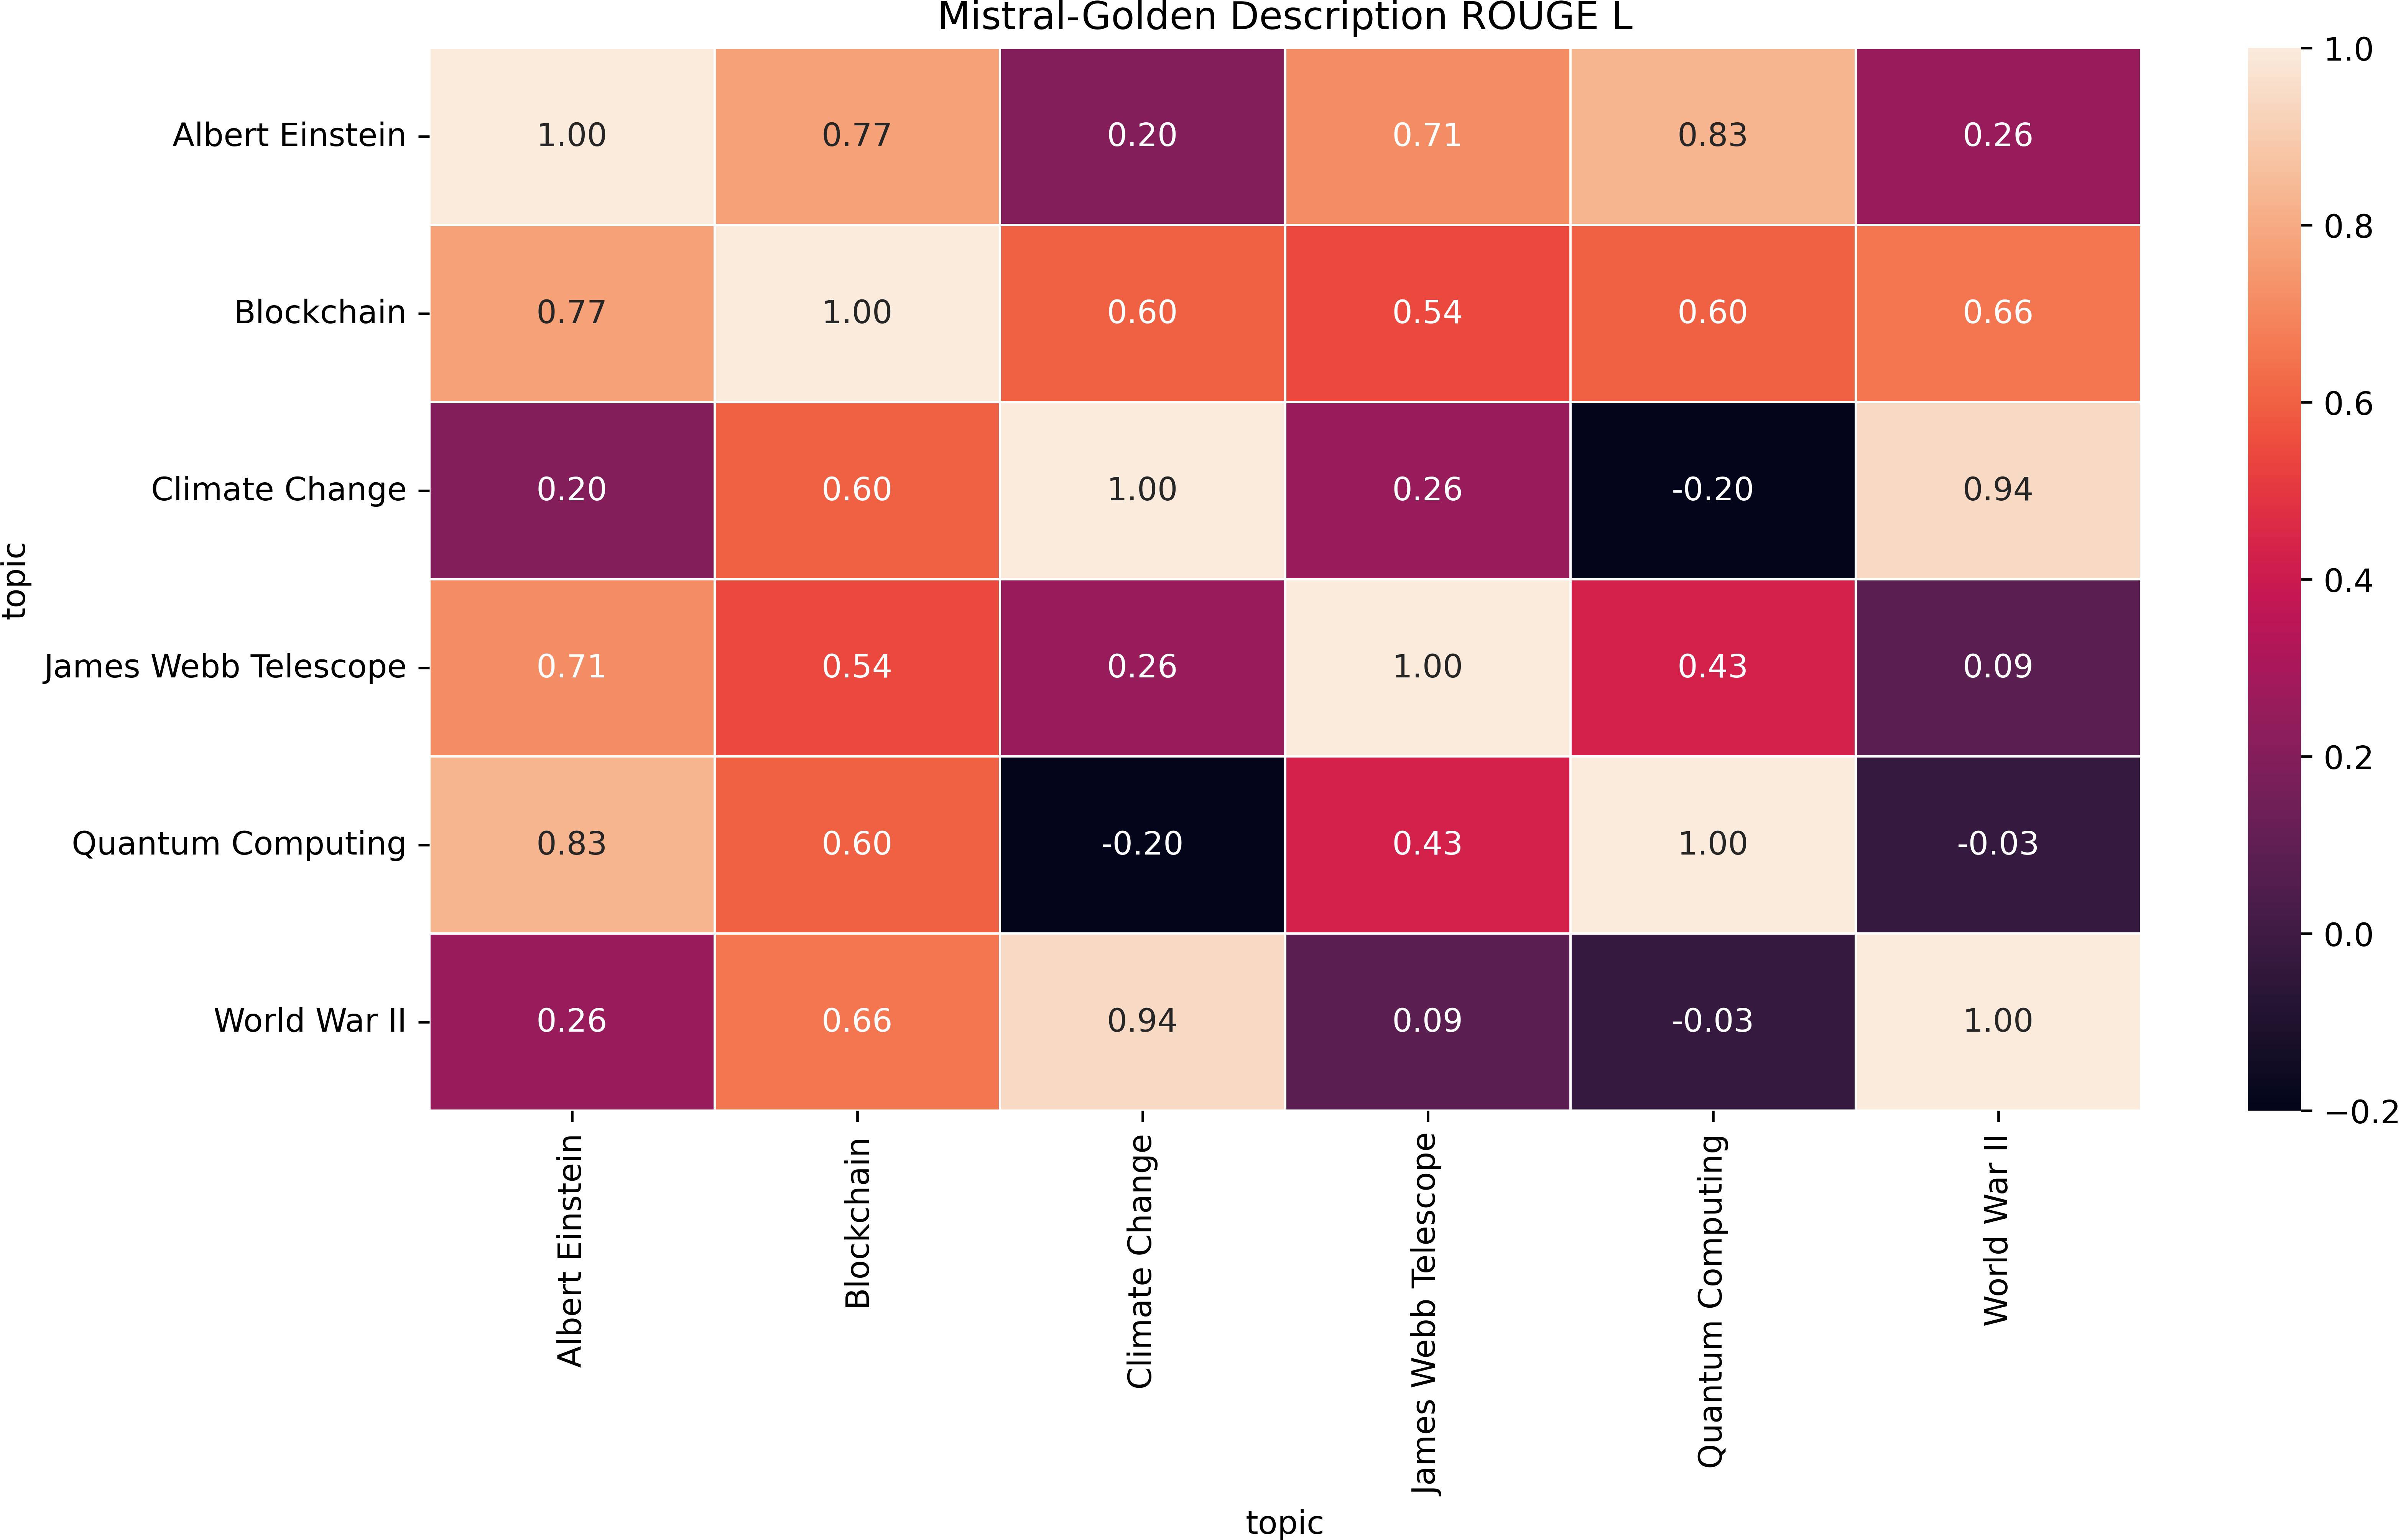 Mistral-Golden Description ROUGE L
topic
Albert Einstein 1.00 0.77 0.20 0.71 0.83 0.26
Blockchain 0.77 1.00 0.60 0.54 0.60 0.66
Climate Change 0.20 0.60 1.00 0.26 -0.20 0.94
James Webb Telescope 0.71 0.54 0.26 1.00 0.43 0.09
Quantum Computing 0.83 0.60 -0.20 0.43 1.00 -0.03
World War II 0.26 0.66 0.94 0.09 -0.03 1.00
Albert Einstein
Blockchain
Climate Change
James Webb Telescope
Quantum Computing
World War II
topic
1.0
0.8
0.6
0.4
0.2
0.0
−0.2